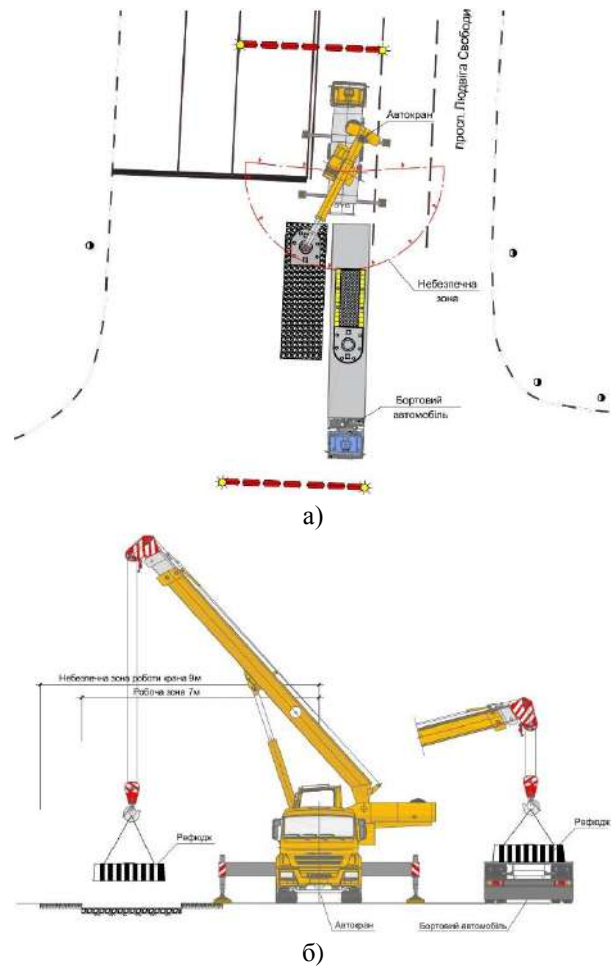 просп. Людвіга Свободи
Автокран
Небезпечна
зона
Бортовий
автомобіль
а)
Небезпечна зона роботи крана 9м
Робоча зона 7м
Рефюдж
Рефюдж
Автокран
Бортовий автомобіль
б)